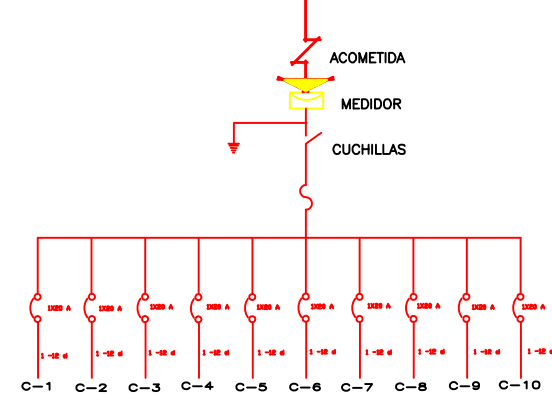 ACOMETIDA
MEDIDOR
CUCHILLAS
1X20 A 1X20 A 1X20 A 1X20 A 1X20 A 1X20 A 1X20 A 1X20 A 1X20 A 1X20 A
1 -12 d 1 -12 d 1 -12 d 1 -12 d 1 -12 d 1 -12 d 1 -12 d 1 -12 d 1 -12 d 1 -12 d
C-1 C-2 C-3 C-4 C-5 C-6 C-7 C-8 C-9 C-10